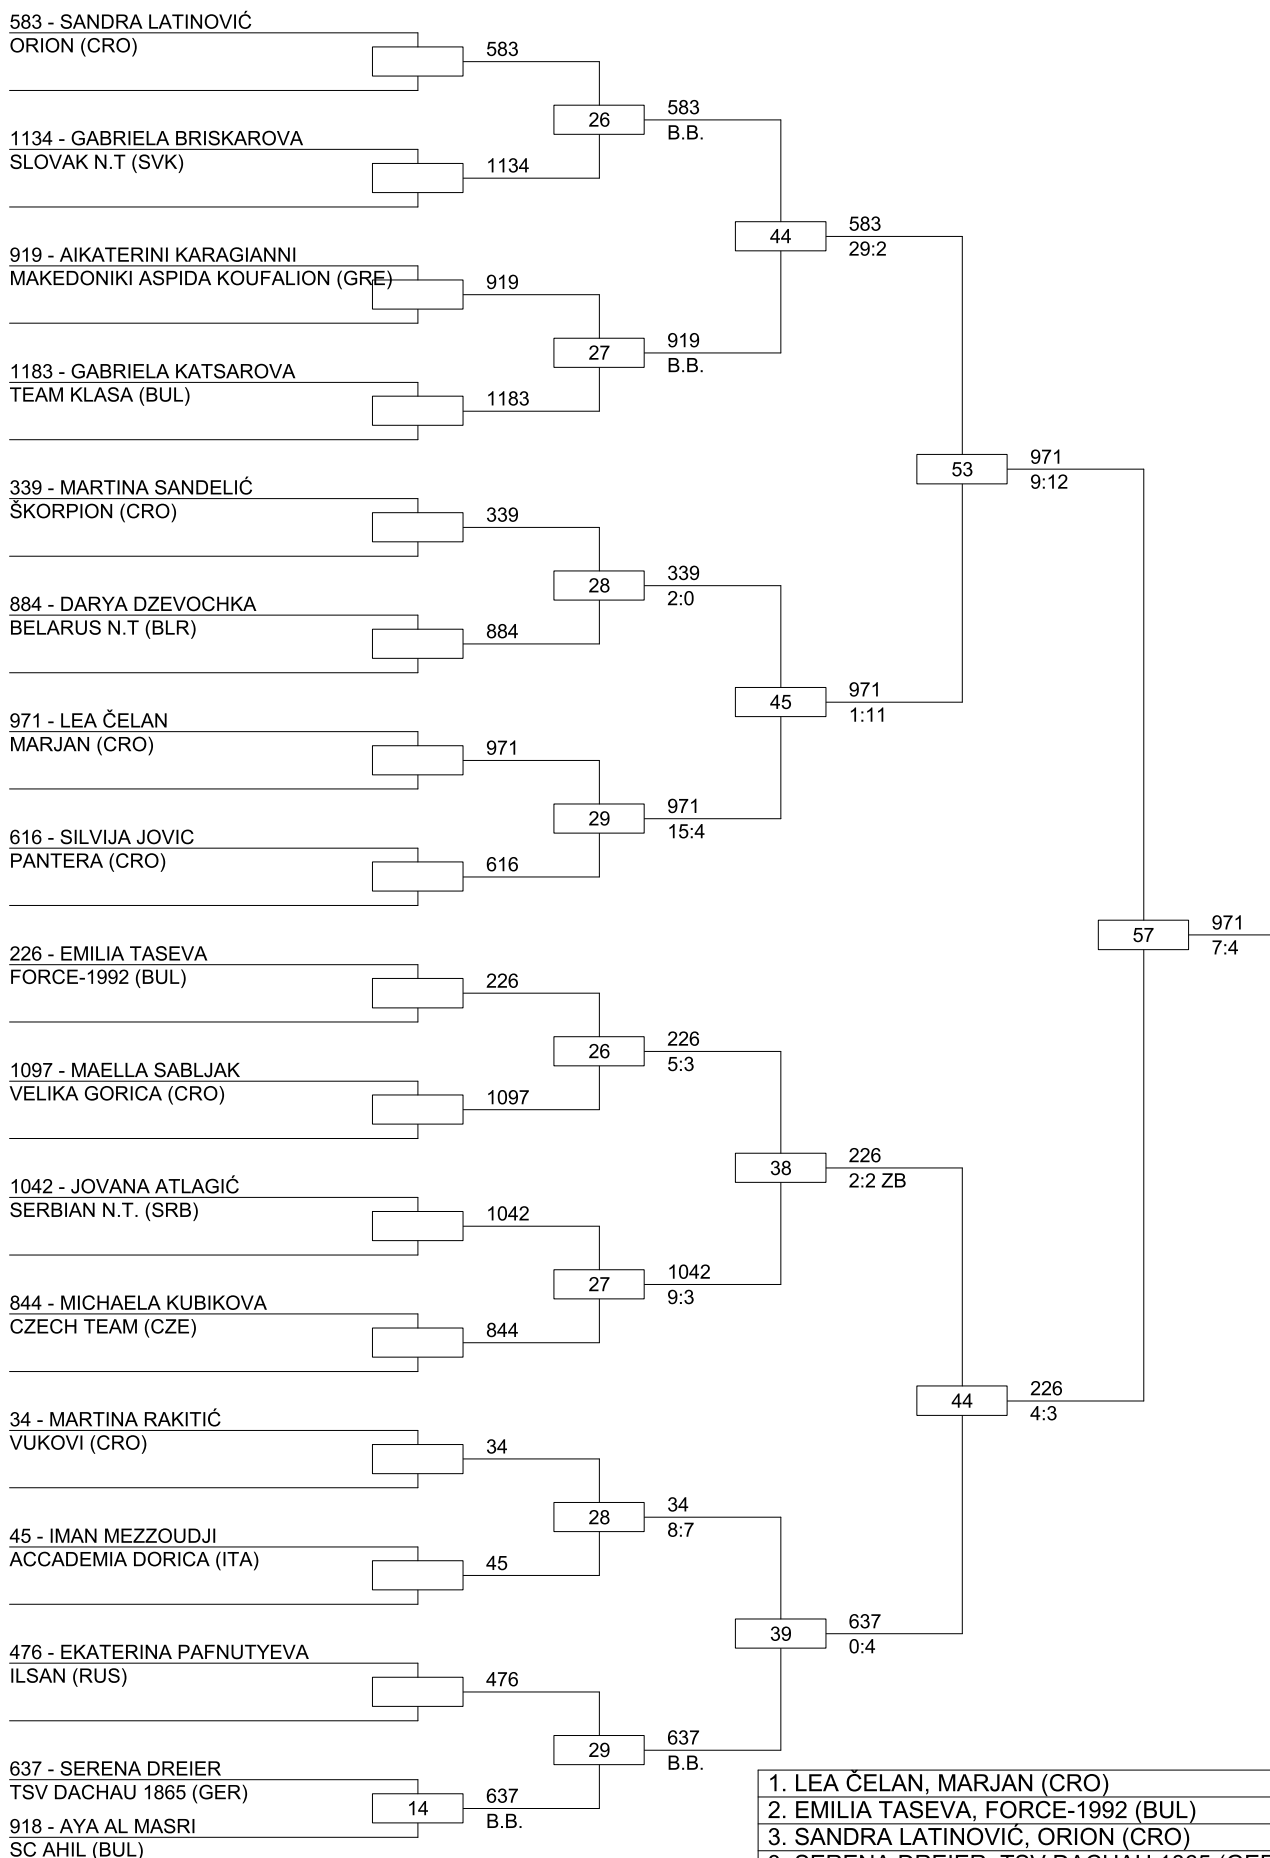 583 - SANDRA LATINOVIĆ
ORION (CRO)
583
26
583
B.B.
1134 - GABRIELA BRISKAROVA
SLOVAK N.T (SVK)
1134
44
583
29:2
919 - AIKATERINI KARAGIANNI
MAKEDONIKI ASPIDA KOUFALION (GRE)
919
27
919
B.B.
1183 - GABRIELA KATSAROVA
TEAM KLASA (BUL)
1183
53
971
9:12
339 - MARTINA SANDELIĆ
ŠKORPION (CRO)
339
28
339
2:0
884 - DARYA DZEVOCHKA
BELARUS N.T (BLR)
884
45
971
1:11
971 - LEA ČELAN
MARJAN (CRO)
971
29
971
15:4
616 - SILVIJA JOVIC
PANTERA (CRO)
616
57
971
7:4
226 - EMILIA TASEVA
FORCE-1992 (BUL)
226
26
226
5:3
1097 - MAELLA SABLJAK
VELIKA GORICA (CRO)
1097
38
226
2:2 ZB
1042 - JOVANA ATLAGIĆ
SERBIAN N.T. (SRB)
1042
27
1042
9:3
844 - MICHAELA KUBIKOVA
CZECH TEAM (CZE)
844
44
226
4:3
34 - MARTINA RAKITIĆ
VUKOVI (CRO)
34
28
34
8:7
45 - IMAN MEZZOUDJI
ACCADEMIA DORICA (ITA)
45
39
637
0:4
476 - EKATERINA PAFNUTYEVA
ILSAN (RUS)
476
29
637
B.B.
637 - SERENA DREIER
TSV DACHAU 1865 (GER)
14
637
B.B.
918 - AYA AL MASRI
SC AHIL (BUL)
1. LEA ČELAN, MARJAN (CRO)
2. EMILIA TASEVA, FORCE-1992 (BUL)
3. SANDRA LATINOVIĆ, ORION (CRO)
3. SERENA DREIER, TSV DACHAU 1865 (GER